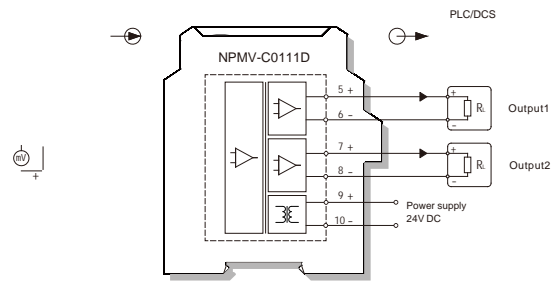 PLC/DCS
NPMV-C0111D
5 +
6 -
+
RL
-
Output1
7 +
8 -
+
RL
-
Output2
mV
+
9 +
10 -
Power supply
24V DC